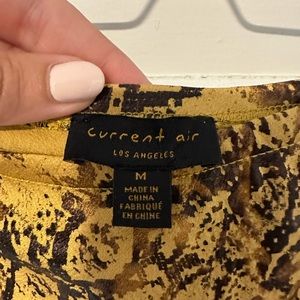 current air
LOS ANGELES
M
MADE IN
CHINA
FABRIQUÉ
EN CHINE